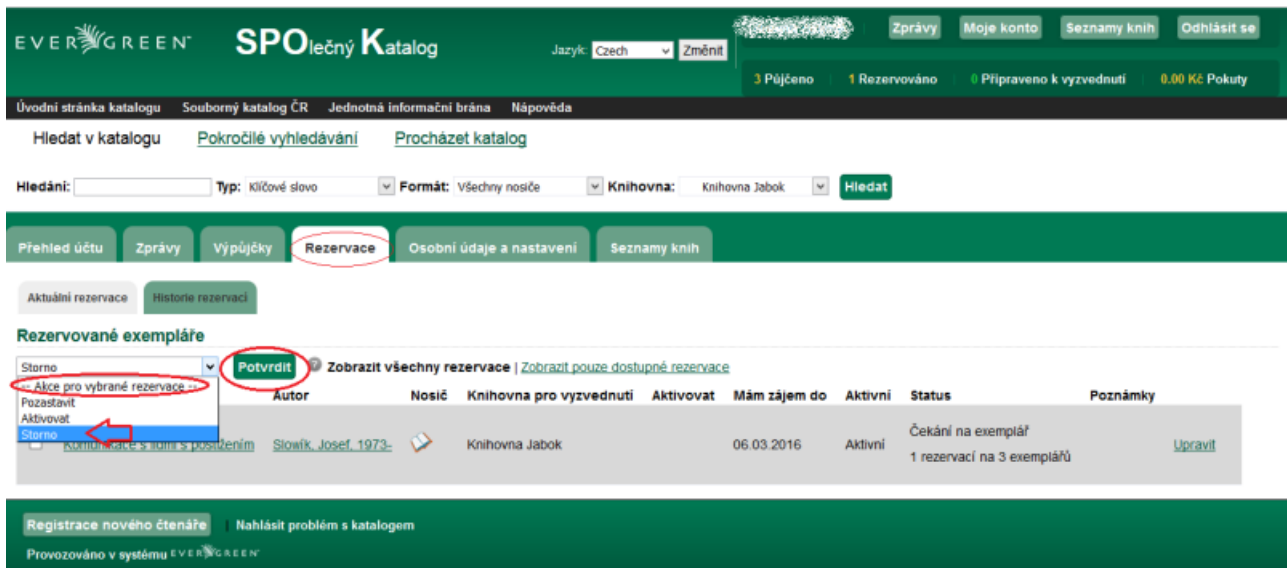 EVERGREEN
SPOlečný Katalog
Jazyk: Czech Změnit
Zprávy Moje konto Seznamy knih Odhlásit se
3 Půjčeno 1 Rezervováno 0 Připraveno k vyzvednutí 0.00 Kč Pokuty
Úvodní stránka katalogu Souborný katalog ČR Jednotná informační brána Nápověda
Hledat v katalogu Pokročilé vyhledávání Procházet katalog
Hledání: Typ: Klíčové slovo Formát: Všechny nosiče Knihovna: Knihovna Jabok Hledat
Přehled účtu Zprávy Výpůjčky Rezervace Osobní údaje a nastavení Seznamy knih
Aktuální rezervace Historie rezervací
Rezervované exempláře
Storno Potvrdit Zobrazit všechny rezervace | Zobrazit pouze dostupné rezervace
-- Akce pro vybrané rezervace --
Pozastavit
Aktivovat
Storno
Autor Nosič Knihovna pro vyzvednutí Aktivovat Mám zájem do Aktivní Status Poznámky
Komunikace s lidmi s postižením Slowík, Josef, 1973- Knihovna Jabok 06.03.2016 Aktivní Čekání na exemplář
1 rezervací na 3 exemplářů
Upravit
Registrace nového čtenáře | Nahlásit problém s katalogem
Provozováno v systému EVERGREEN